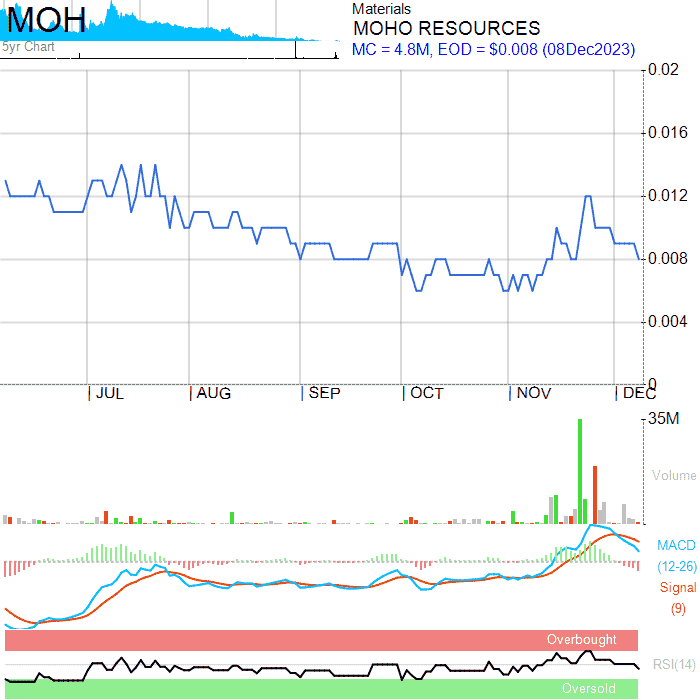 MOH
5yr Chart
Materials
MOHO RESOURCES
MC = 4.8M, EOD = $0.008 (08Dec2023)
0.02
0.016
0.012
0.008
0.004
0
JUL AUG SEP OCT NOV DEC
35M
Volume
MACD
(12-26)
Signal
(9)
Overbought
RSI(14)
Oversold